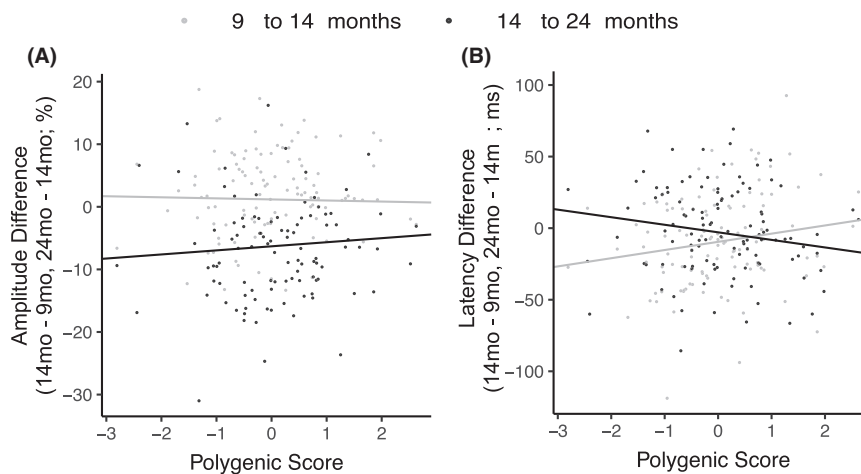 9 to 14 months 14 to 24 months
(A)
Amplitude Difference
(14mo - 9mo, 24mo - 14mo; %)
20
10
0
−10
−20
−30
−3 −2 −1 0 1 2
Polygenic Score
(B)
Latency Difference
(14mo - 9mo, 24mo - 14m ; ms)
100
50
0
−50
−100
−3 −2 −1 0 1 2
Polygenic Score